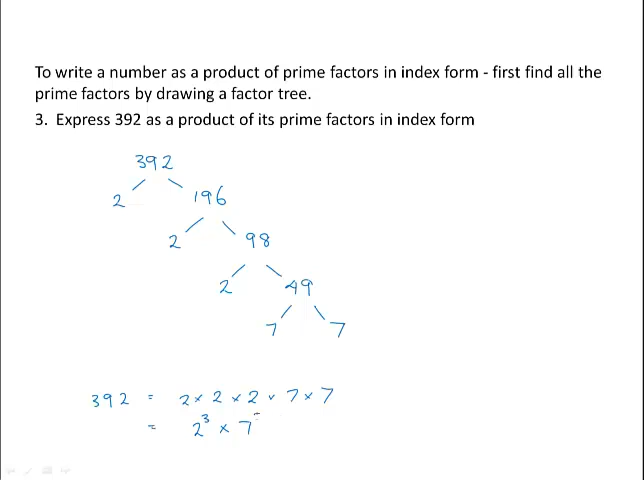 To write a number as a product of prime factors in index form - first find all the
prime factors by drawing a factor tree.
3. Express 392 as a product of its prime factors in index form
392
2 196
2 98
2 49
7 7
392 = 2 × 2 × 2 × 7 × 7
= 2³ × 7